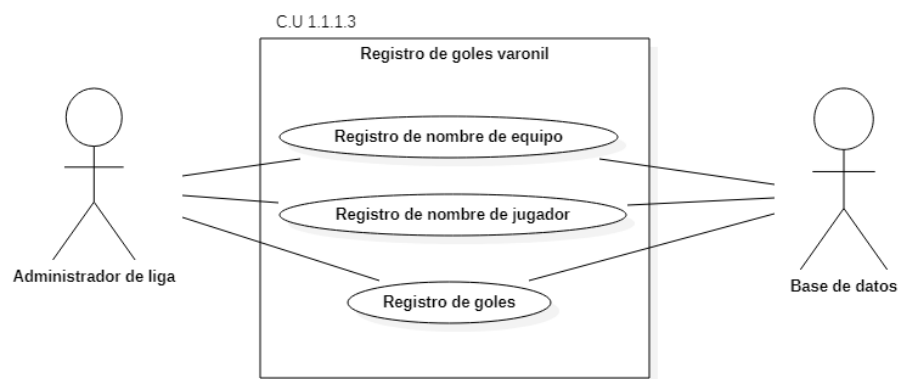 C.U 1.1.1.3
Registro de goles varonil
Registro de nombre de equipo
Registro de nombre de jugador
Administrador de liga
Base de datos
Registro de goles